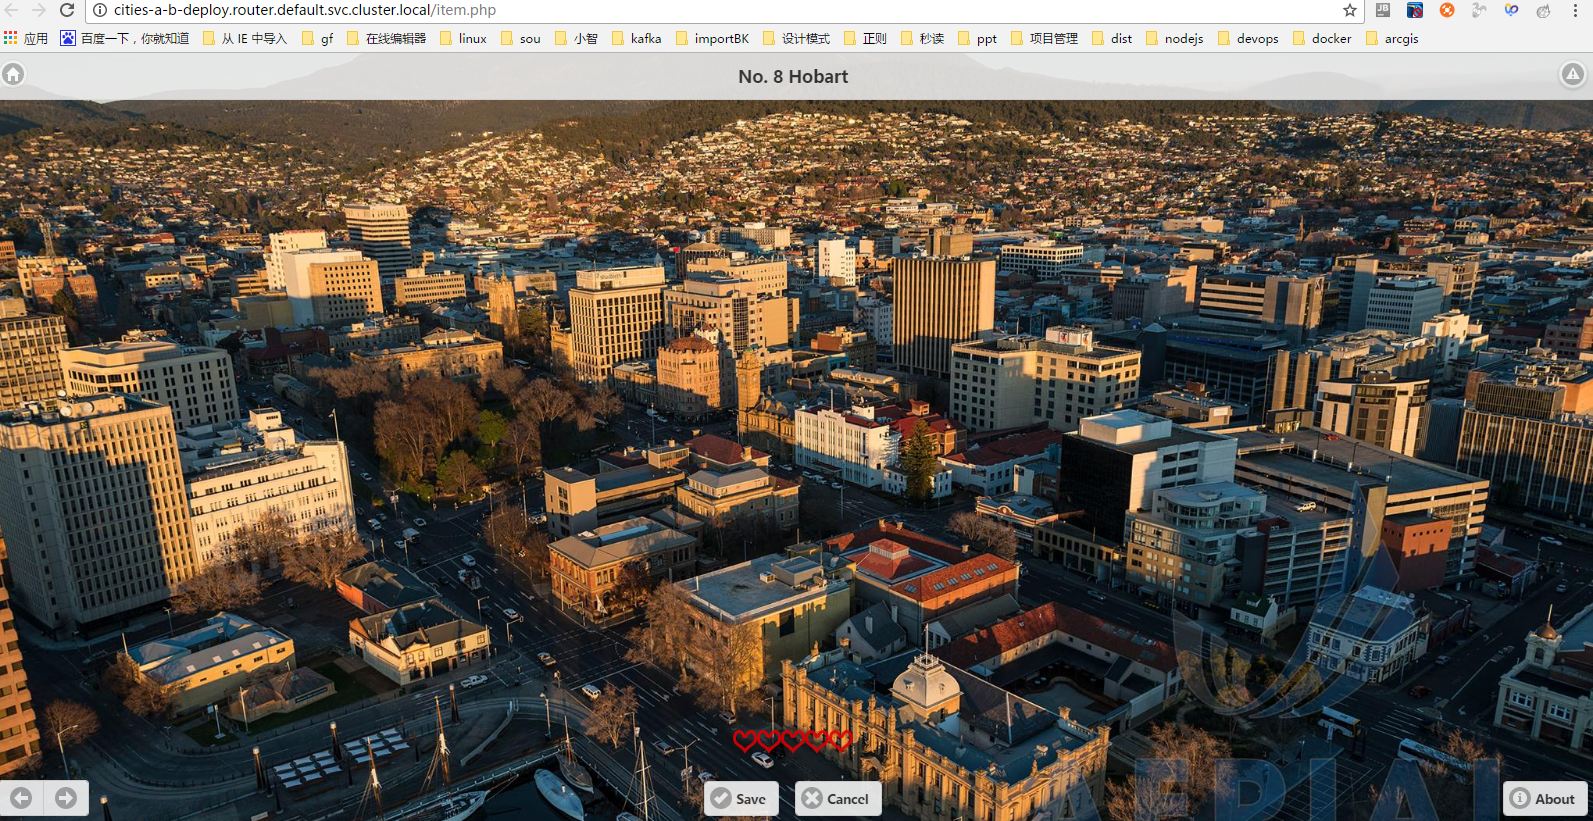 cities-a-b-deploy.router.default.svc.cluster.local/item.php
应用 百度一下，你就知道 从 IE 中导入 gf 在线编辑器 linux sou 小智 kafka importBK 设计模式 正则 秒读 ppt 项目管理 dist nodejs devops docker arcgis
No. 8 Hobart
AERIAL
Save Cancel About